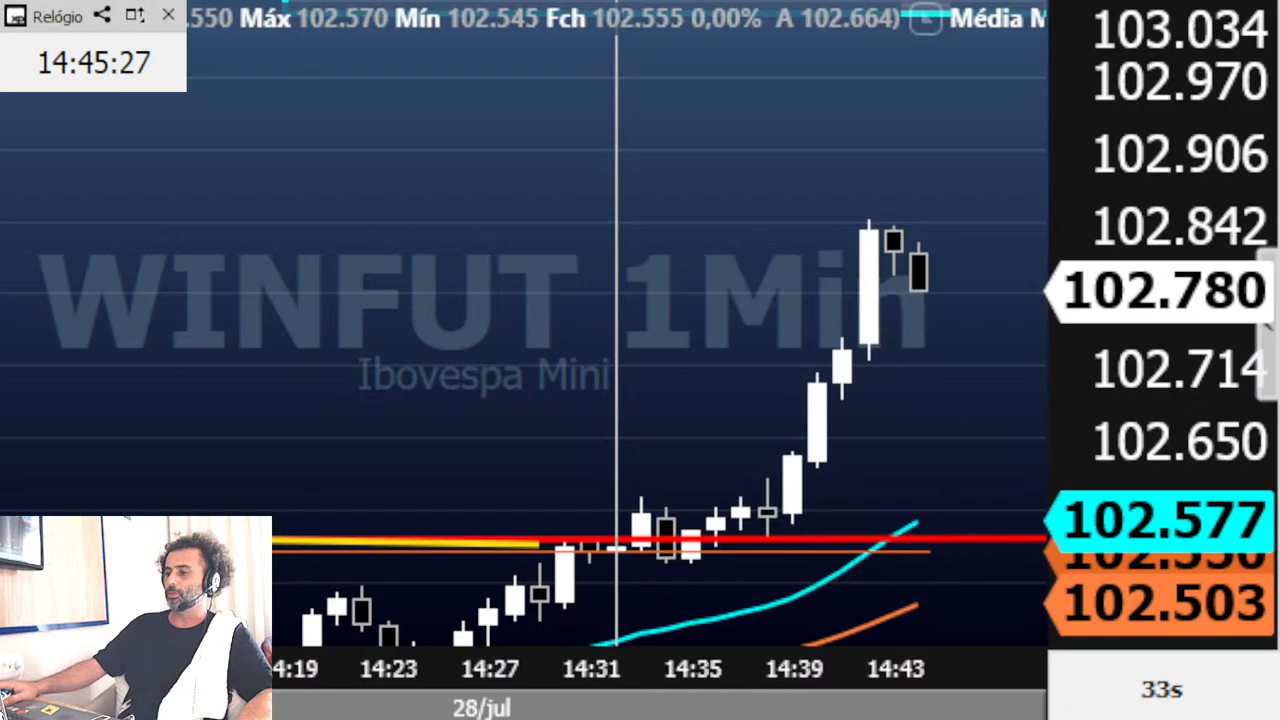 Relógio
14:45:27
.550 Máx 102.570 Mín 102.545 Fch 102.555 0,00% A 102.664)
L
Média M
WINFUT 1Min
Ibovespa Mini
103.034
102.970
102.906
102.842
102.780
102.714
102.650
102.577
102.550
102.503
4:19 14:23 14:27 14:31 14:35 14:39 14:43
28/jul
33s